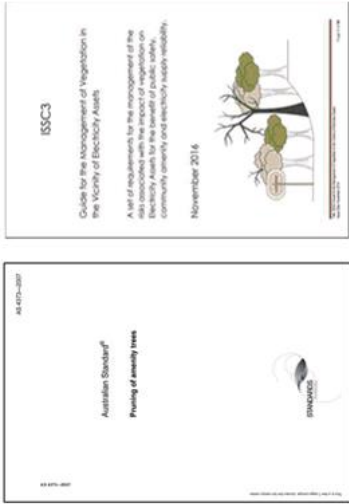 ISSC3
Guide for the Management of Vegetation in
the Vicinity of Electricity Assets
A set of requirements for the management of the
risks associated with the impact of vegetation on
Electricity Assets for the benefit of public safety,
community amenity and electricity supply reliability.
November 2016
AS 4373—2007
Australian Standard®
Pruning of amenity trees
STANDARDS
AS 4373—2007